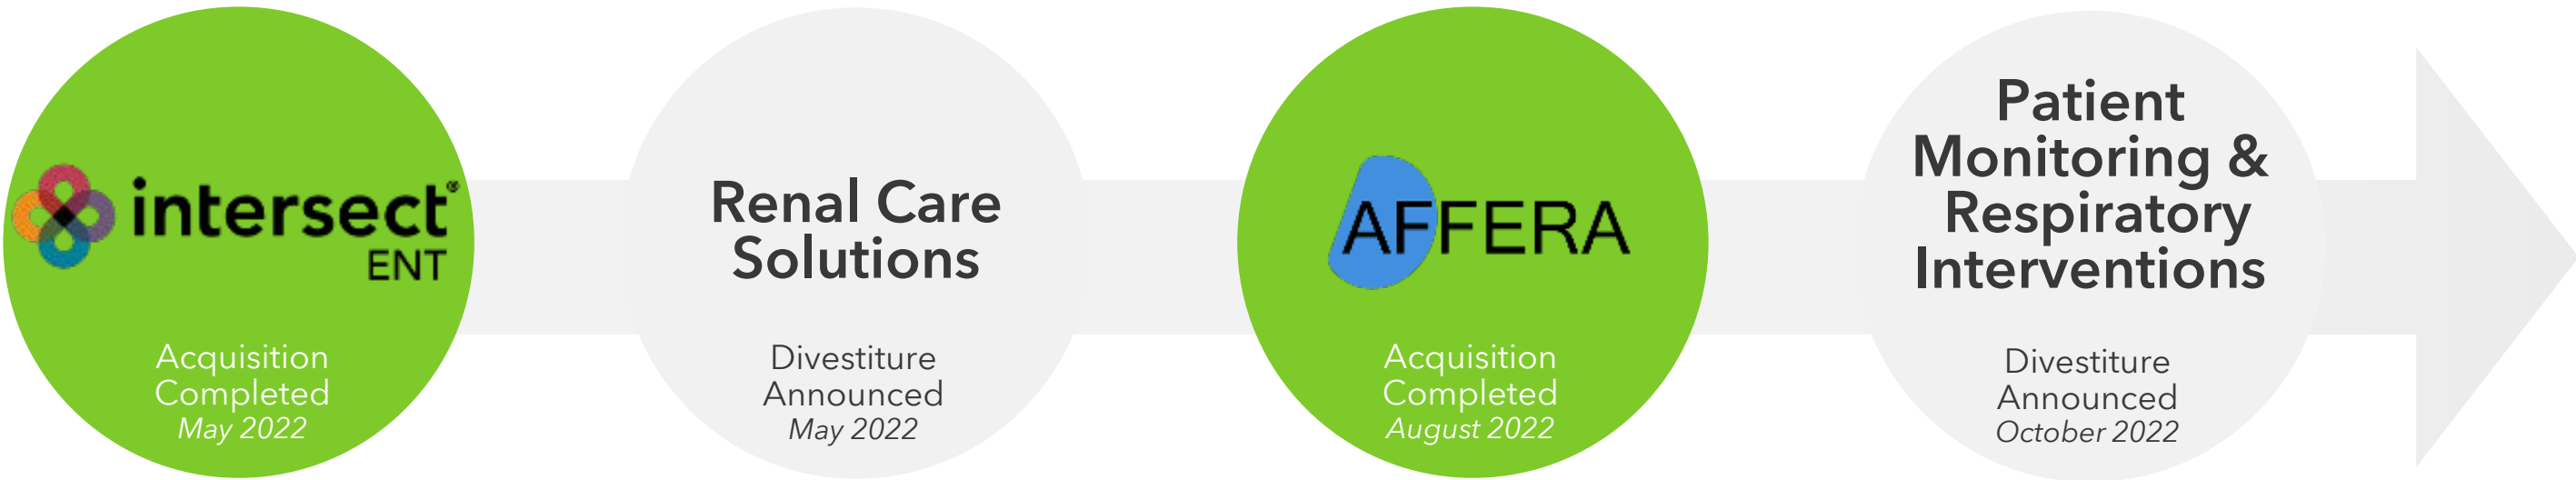 intersect®
ENT
Acquisition
Completed
May 2022
Renal Care
Solutions
Divestiture
Announced
May 2022
AFFERA
Acquisition
Completed
August 2022
Patient
Monitoring &
Respiratory
Interventions
Divestiture
Announced
October 2022